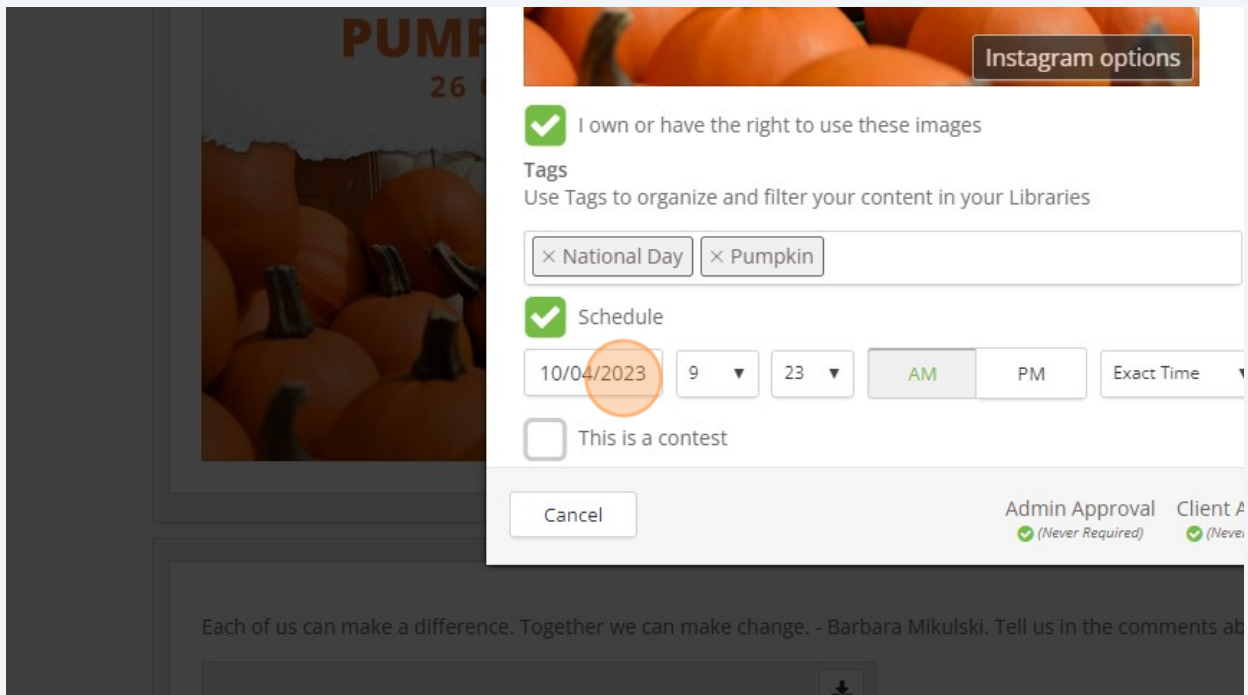 26
Instagram options
I own or have the right to use these images
Tags
Use Tags to organize and filter your content in your Libraries
× National Day × Pumpkin
Schedule
10/04/2023 9 23 AM PM Exact Time
This is a contest
Cancel
Admin Approval Client
(Never Required)
Each of us can make a difference. Together we can make change. - Barbara Mikulski. Tell us in the comments